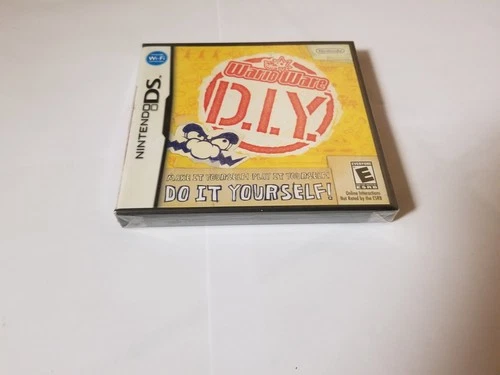 Wi-Fi
NINTENDO DS.
Nintendo
WarioWare
D.I.Y.
MAKE IT YOURSELF! PLAY IT YOURSELF!
DO IT YOURSELF!
EVERYONE
E
ESRB
Online Interactions
Not Rated by the ESRB